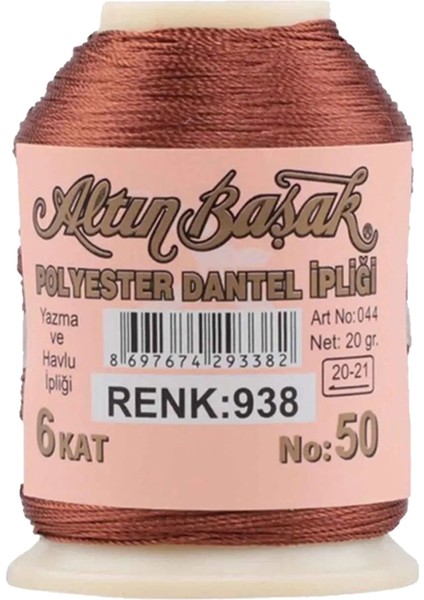 Altın Başak®
POLYESTER DANTEL İPLİĞİ
Yazma
ve
Havlu
İpliği
8 697674 293382
Art No:044
Net: 20 gr.
20-21
RENK:938
6 KAT
No:50